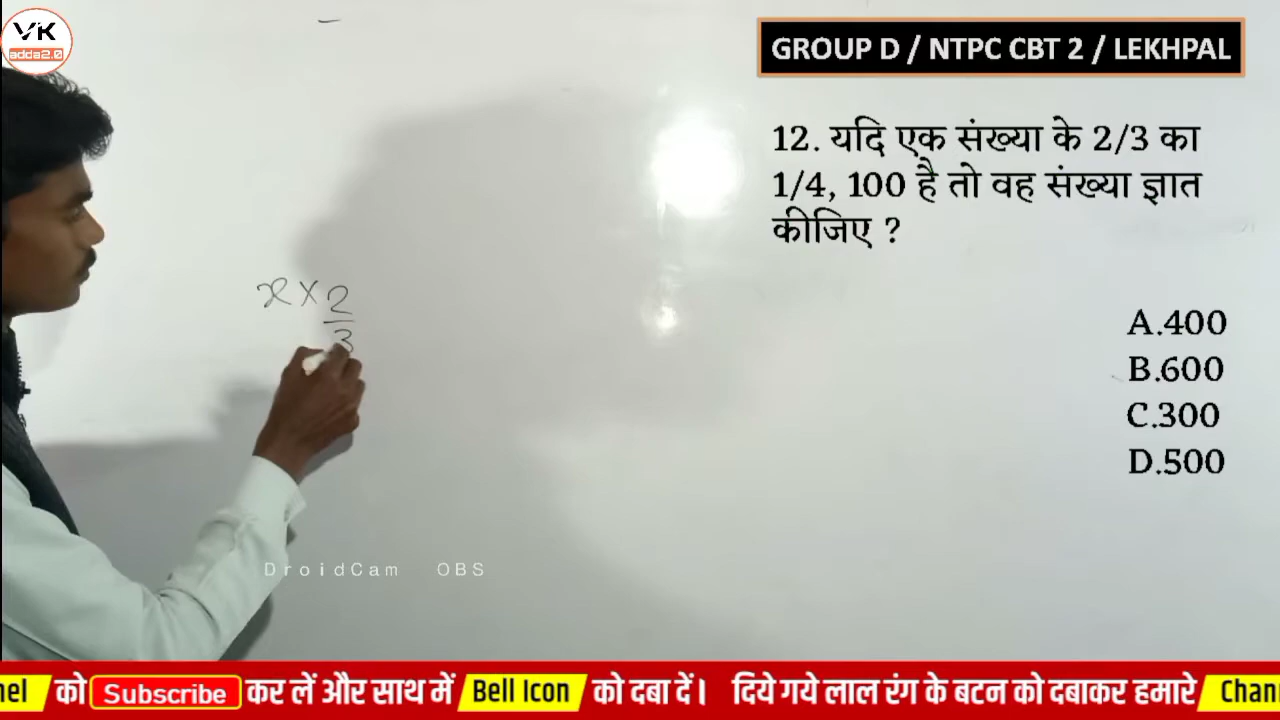 VK
adda2.0
GROUP D / NTPC CBT 2 / LEKHPAL
12. यदि एक संख्या के 2/3 का
1/4, 100 है तो वह संख्या ज्ञात
कीजिए ?
x × 2/3
A.400
B.600
C.300
D.500
DroidCam OBS
nel को Subscribe कर लें और साथ में Bell Icon को दबा दें। दिये गये लाल रंग के बटन को दबाकर हमारे Chan